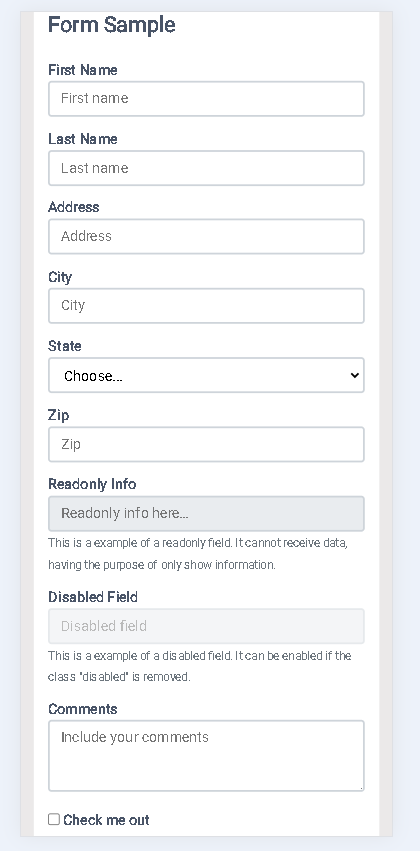 Form Sample
First Name
First name
Last Name
Last name
Address
Address
City
City
State
Choose...
Zip
Zip
Readonly Info
Readonly info here...
This is a example of a readonly field. It cannot receive data,
having the purpose of only show information.
Disabled Field
Disabled field
This is a example of a disabled field. It can be enabled if the
class "disabled" is removed.
Comments
Include your comments
Check me out